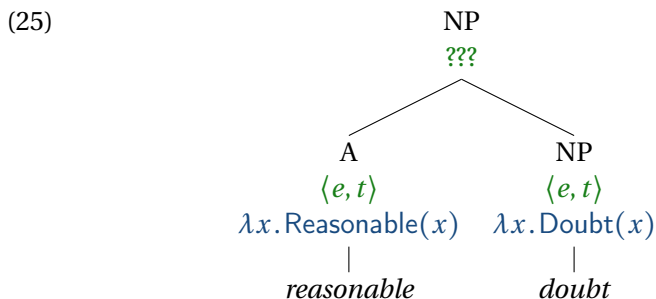 (25)
NP
???
A NP
⟨e, t⟩ ⟨e, t⟩
λx.Reasonable(x) λx.Doubt(x)
reasonable doubt